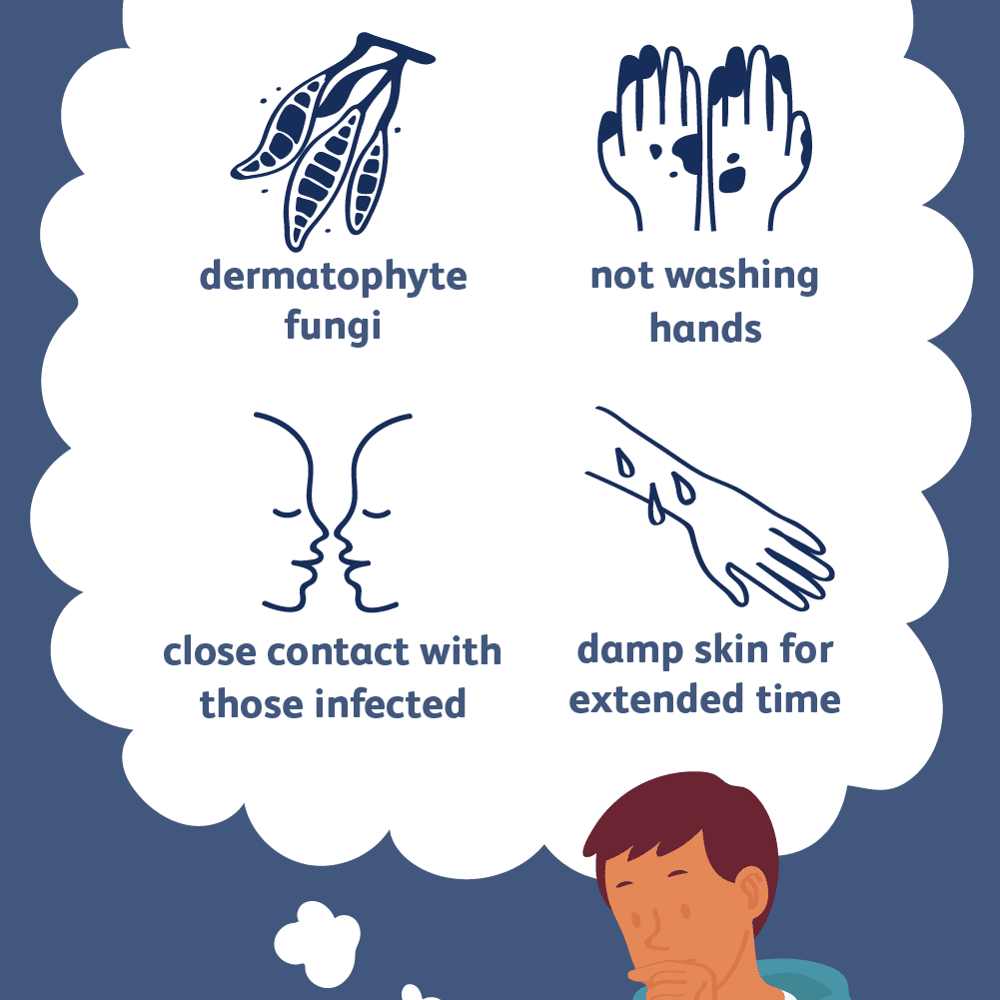 dermatophyte
fungi
not washing
hands
close contact with
those infected
damp skin for
extended time